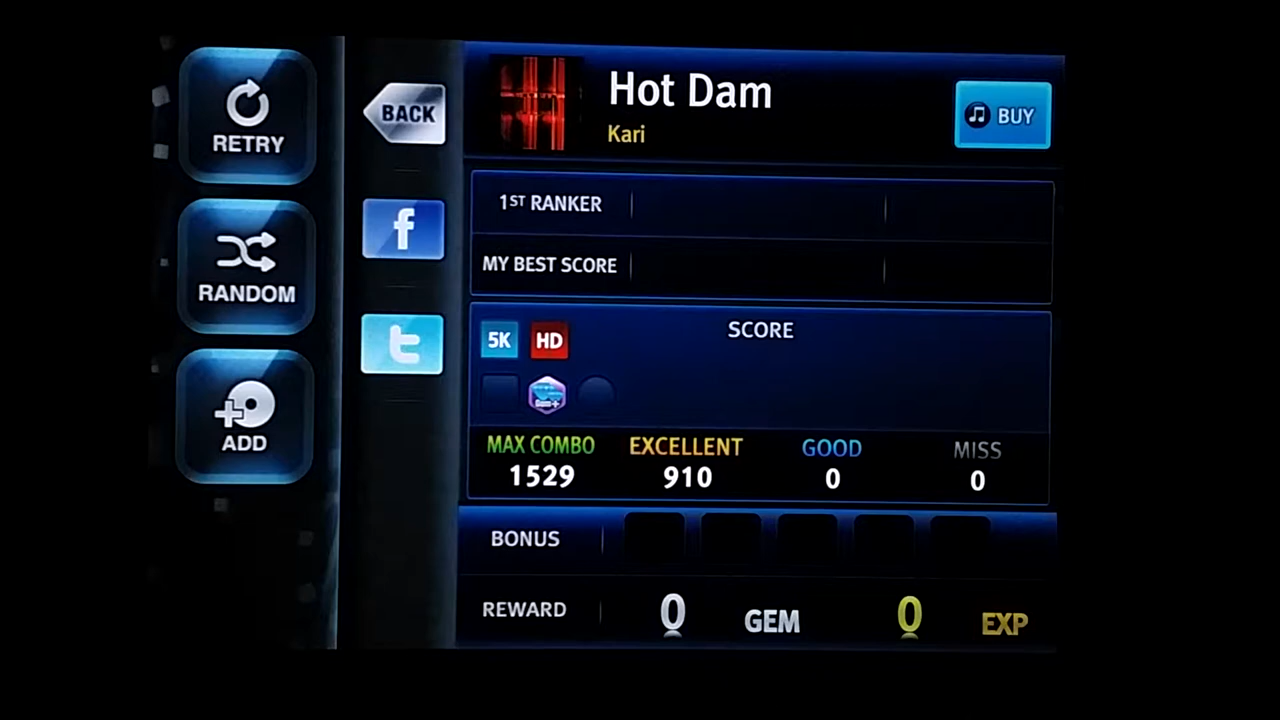 RETRY
RANDOM
ADD
BACK
f
t
Hot Dam
Kari
BUY
1ST RANKER
MY BEST SCORE
5K HD
SCORE
MAX COMBO EXCELLENT GOOD MISS
1529 910 0 0
BONUS
REWARD 0 GEM 0 EXP